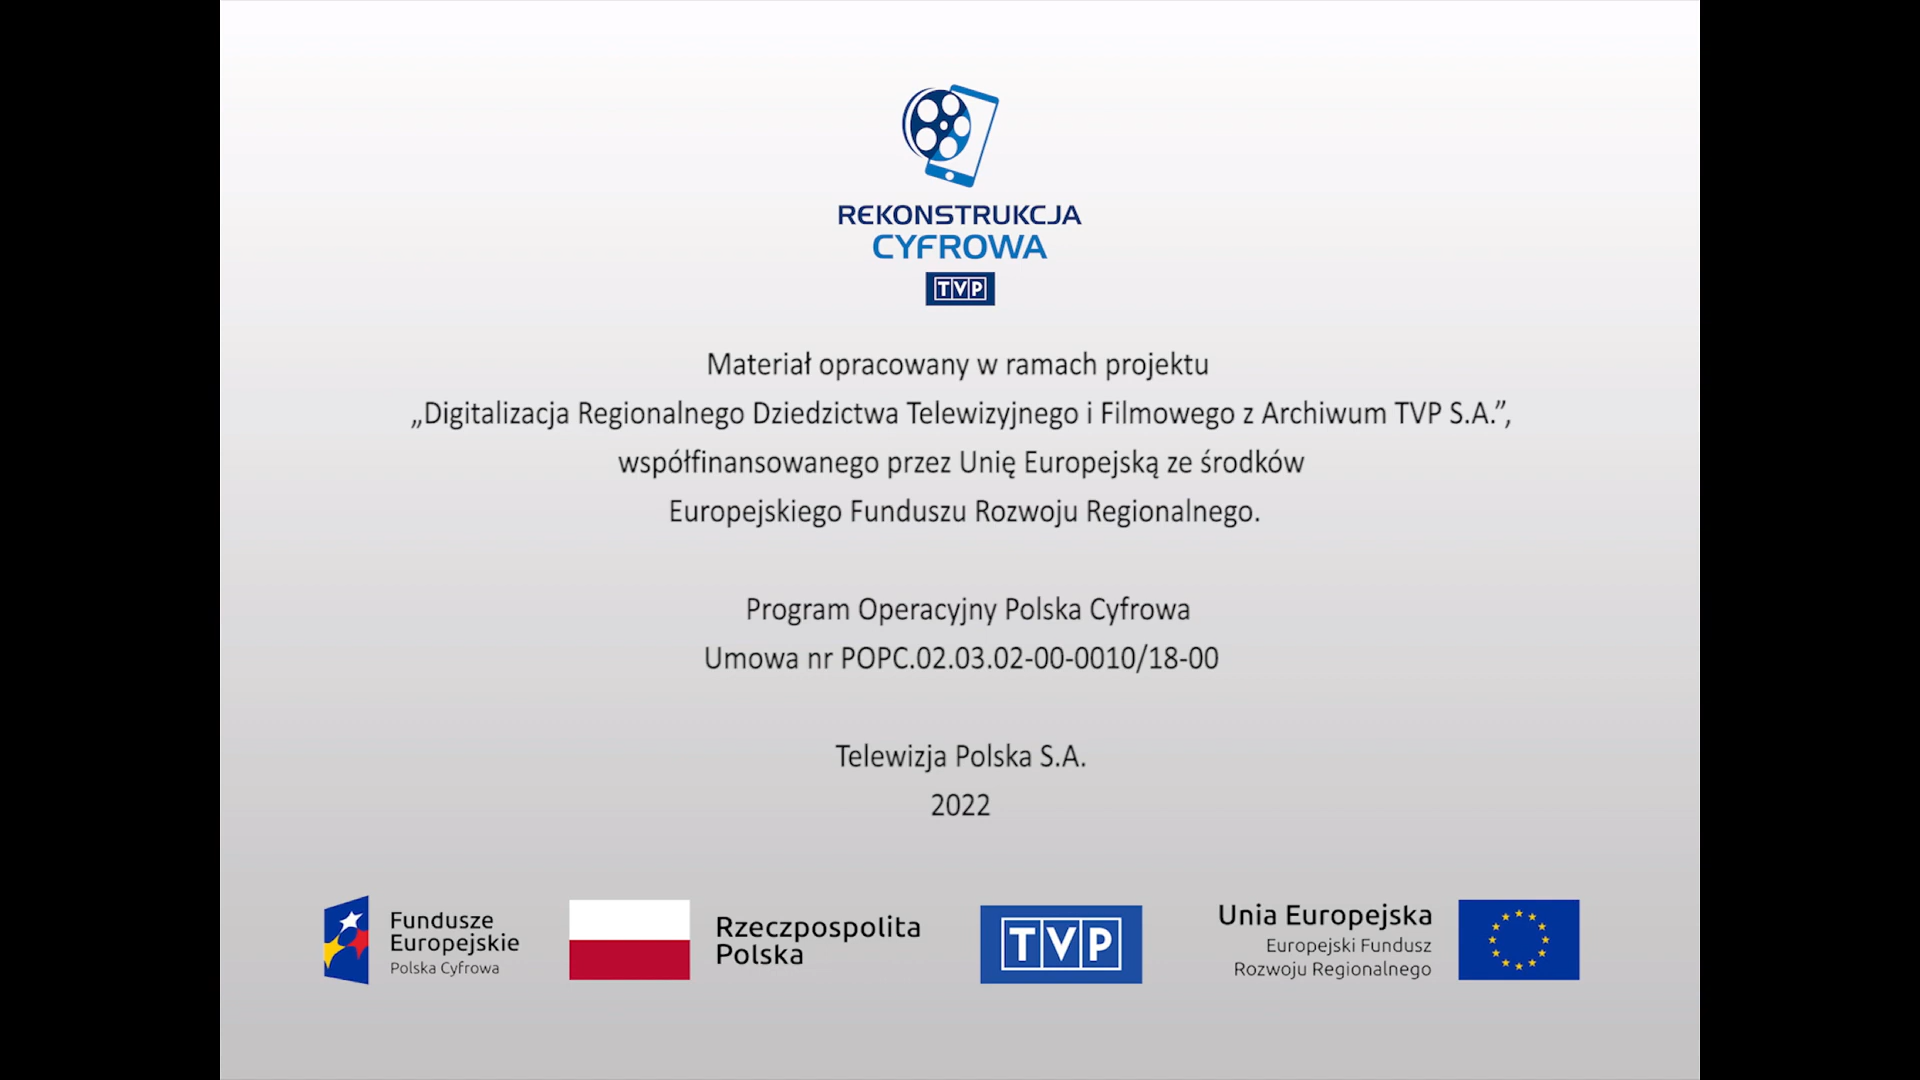 REKONSTRUKCJA
CYFROWA
TVP
Materiał opracowany w ramach projektu
„Digitalizacja Regionalnego Dziedzictwa Telewizyjnego i Filmowego z Archiwum TVP S.A.”,
współfinansowanego przez Unię Europejską ze środków
Europejskiego Funduszu Rozwoju Regionalnego.
Program Operacyjny Polska Cyfrowa
Umowa nr POPC.02.03.02-00-0010/18-00
Telewizja Polska S.A.
2022
Fundusze
Europejskie
Polska Cyfrowa
Rzeczpospolita
Polska
TVP
Unia Europejska
Europejski Fundusz
Rozwoju Regionalnego